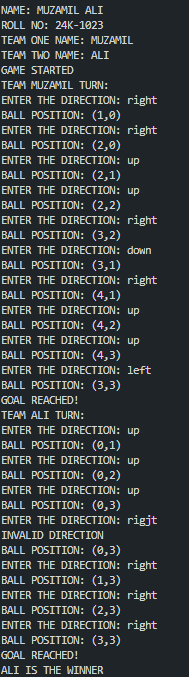 NAME: MUZAMIL ALI
ROLL NO: 24K-1023
TEAM ONE NAME: MUZAMIL
TEAM TWO NAME: ALI
GAME STARTED
TEAM MUZAMIL TURN:
ENTER THE DIRECTION: right
BALL POSITION: (1,0)
ENTER THE DIRECTION: right
BALL POSITION: (2,0)
ENTER THE DIRECTION: up
BALL POSITION: (2,1)
ENTER THE DIRECTION: up
BALL POSITION: (2,2)
ENTER THE DIRECTION: right
BALL POSITION: (3,2)
ENTER THE DIRECTION: down
BALL POSITION: (3,1)
ENTER THE DIRECTION: right
BALL POSITION: (4,1)
ENTER THE DIRECTION: up
BALL POSITION: (4,2)
ENTER THE DIRECTION: up
BALL POSITION: (4,3)
ENTER THE DIRECTION: left
BALL POSITION: (3,3)
GOAL REACHED!
TEAM ALI TURN:
ENTER THE DIRECTION: up
BALL POSITION: (0,1)
ENTER THE DIRECTION: up
BALL POSITION: (0,2)
ENTER THE DIRECTION: up
BALL POSITION: (0,3)
ENTER THE DIRECTION: rigjt
INVALID DIRECTION
BALL POSITION: (0,3)
ENTER THE DIRECTION: right
BALL POSITION: (1,3)
ENTER THE DIRECTION: right
BALL POSITION: (2,3)
ENTER THE DIRECTION: right
BALL POSITION: (3,3)
GOAL REACHED!
ALI IS THE WINNER